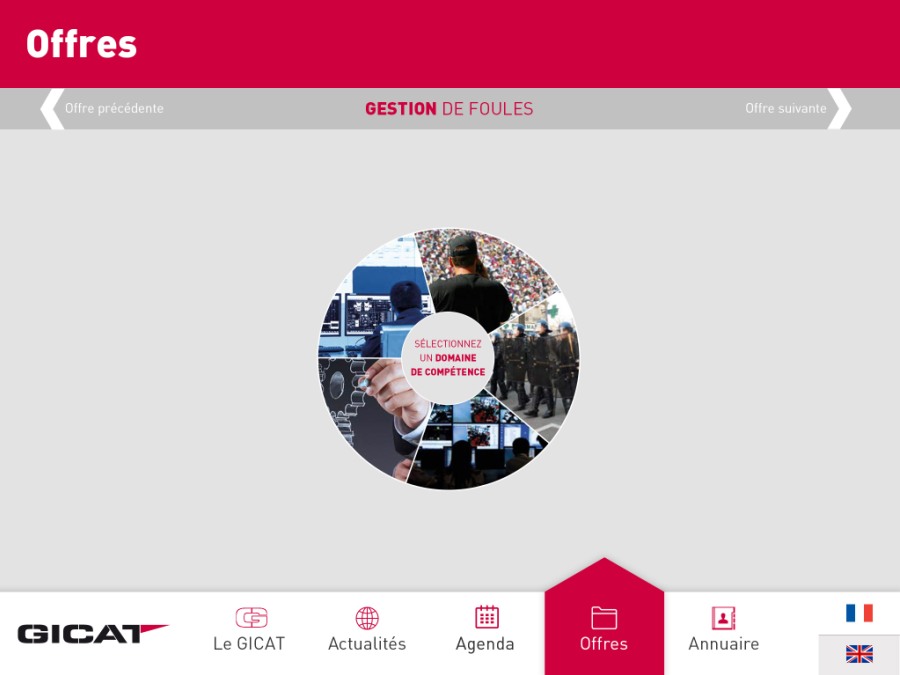 Offres
Offre précédente
GESTION DE FOULES
Offre suivante
SÉLECTIONNEZ
UN DOMAINE
DE COMPÉTENCE
GICAT
Le GICAT
Actualités
Agenda
Offres
Annuaire